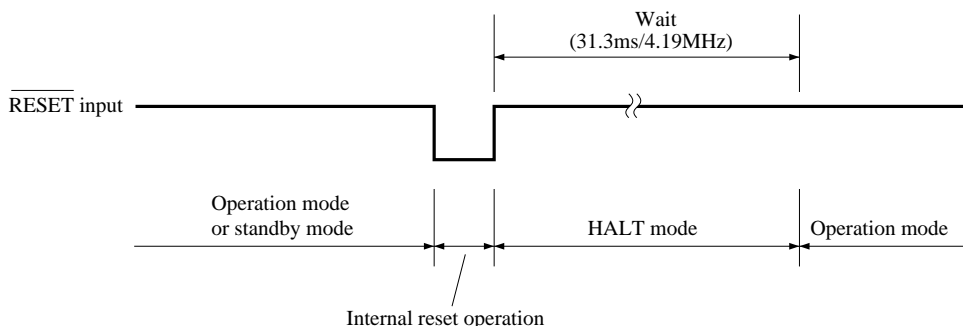 Wait
(31.3ms/4.19MHz)
RESET input
Operation mode
or standby mode
HALT mode
Operation mode
Internal reset operation